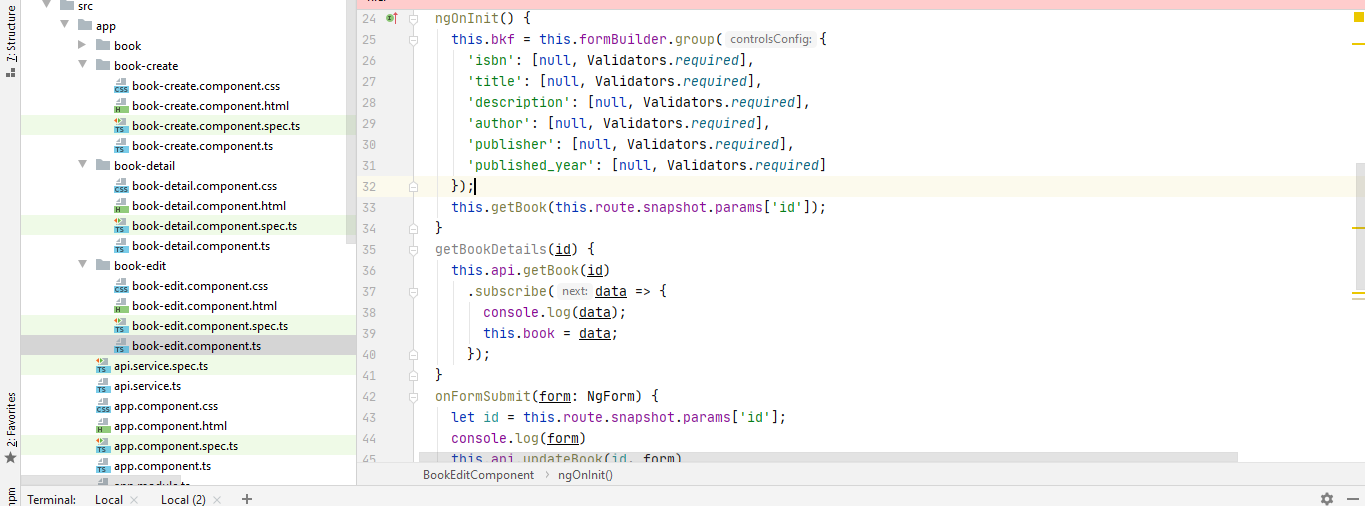 Z: Structure
2: Favorites
npm
src
app
book
book-create
book-create.component.css
book-create.component.html
book-create.component.spec.ts
book-create.component.ts
book-detail
book-detail.component.css
book-detail.component.html
book-detail.component.spec.ts
book-detail.component.ts
book-edit
book-edit.component.css
book-edit.component.html
book-edit.component.spec.ts
book-edit.component.ts
api.service.spec.ts
api.service.ts
app.component.css
app.component.html
app.component.spec.ts
app.component.ts
app.module.ts
24 ngOnInit() {
25 this.bkf = this.formBuilder.group( controlsConfig: {
26 'isbn': [null, Validators.required],
27 'title': [null, Validators.required],
28 'description': [null, Validators.required],
29 'author': [null, Validators.required],
30 'publisher': [null, Validators.required],
31 'published_year': [null, Validators.required]
32 });
33 this.getBook(this.route.snapshot.params['id']);
34 }
35 getBookDetails(id) {
36 this.api.getBook(id)
37 .subscribe( next: data => {
38 console.log(data);
39 this.book = data;
40 });
41 }
42 onFormSubmit(form: NgForm) {
43 let id = this.route.snapshot.params['id'];
44 console.log(form)
45 this.api.updateBook(id, form)
BookEditComponent › ngOnInit()
Terminal: Local × Local (2) × +